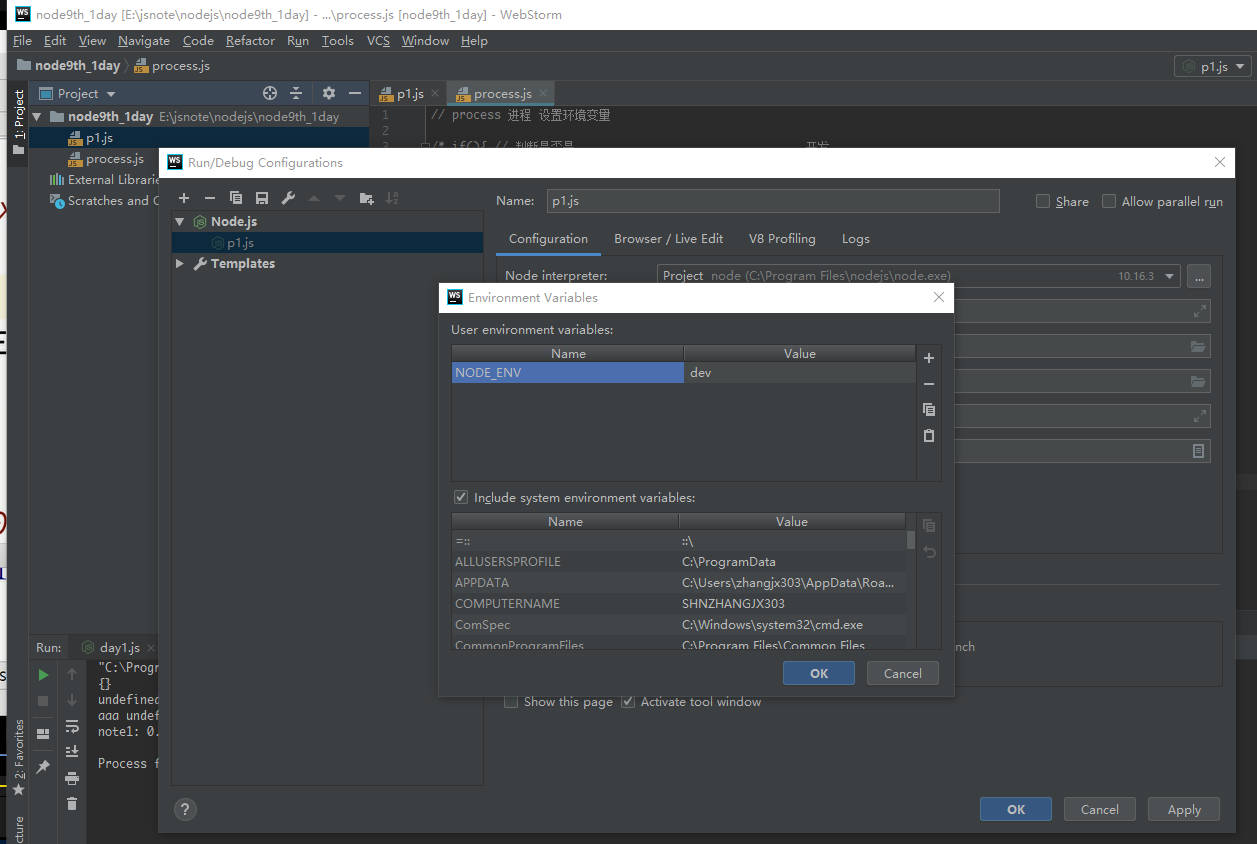 node9th_1day [E:\jsnote\nodejs\node9th_1day] - ...\process.js [node9th_1day] - WebStorm
File Edit View Navigate Code Refactor Run Tools VCS Window Help
node9th_1day process.js p1.js
1: Project
Project
p1.js process.js
node9th_1day E:\jsnote\nodejs\node9th_1day
p1.js
process.js
External Librarie
Scratches and C
1 // process 进程 设置环境变量
2
3 /* if(){ // 判断是否是 开发
Run/Debug Configurations
Node.js
p1.js
Templates
Name: p1.js Share Allow parallel run
Configuration Browser / Live Edit V8 Profiling Logs
Node interpreter: Project node (C:\Program Files\nodejs\node.exe) 10.16.3 ...
Environment Variables
User environment variables:
Name Value
NODE_ENV dev
Include system environment variables:
Name Value
=:: ::\
ALLUSERSPROFILE C:\ProgramData
APPDATA C:\Users\zhangjx303\AppData\Roa...
COMPUTERNAME SHNZHANGJX303
ComSpec C:\Windows\system32\cmd.exe
CommonProgramFiles C:\Program Files\Common Files
OK Cancel
nch
Show this page Activate tool window
? OK Cancel Apply
Run: day1.js
"C:\Progr
{}
undefined
aaa undef
note1: 0.
Process f
2: Favorites
cture